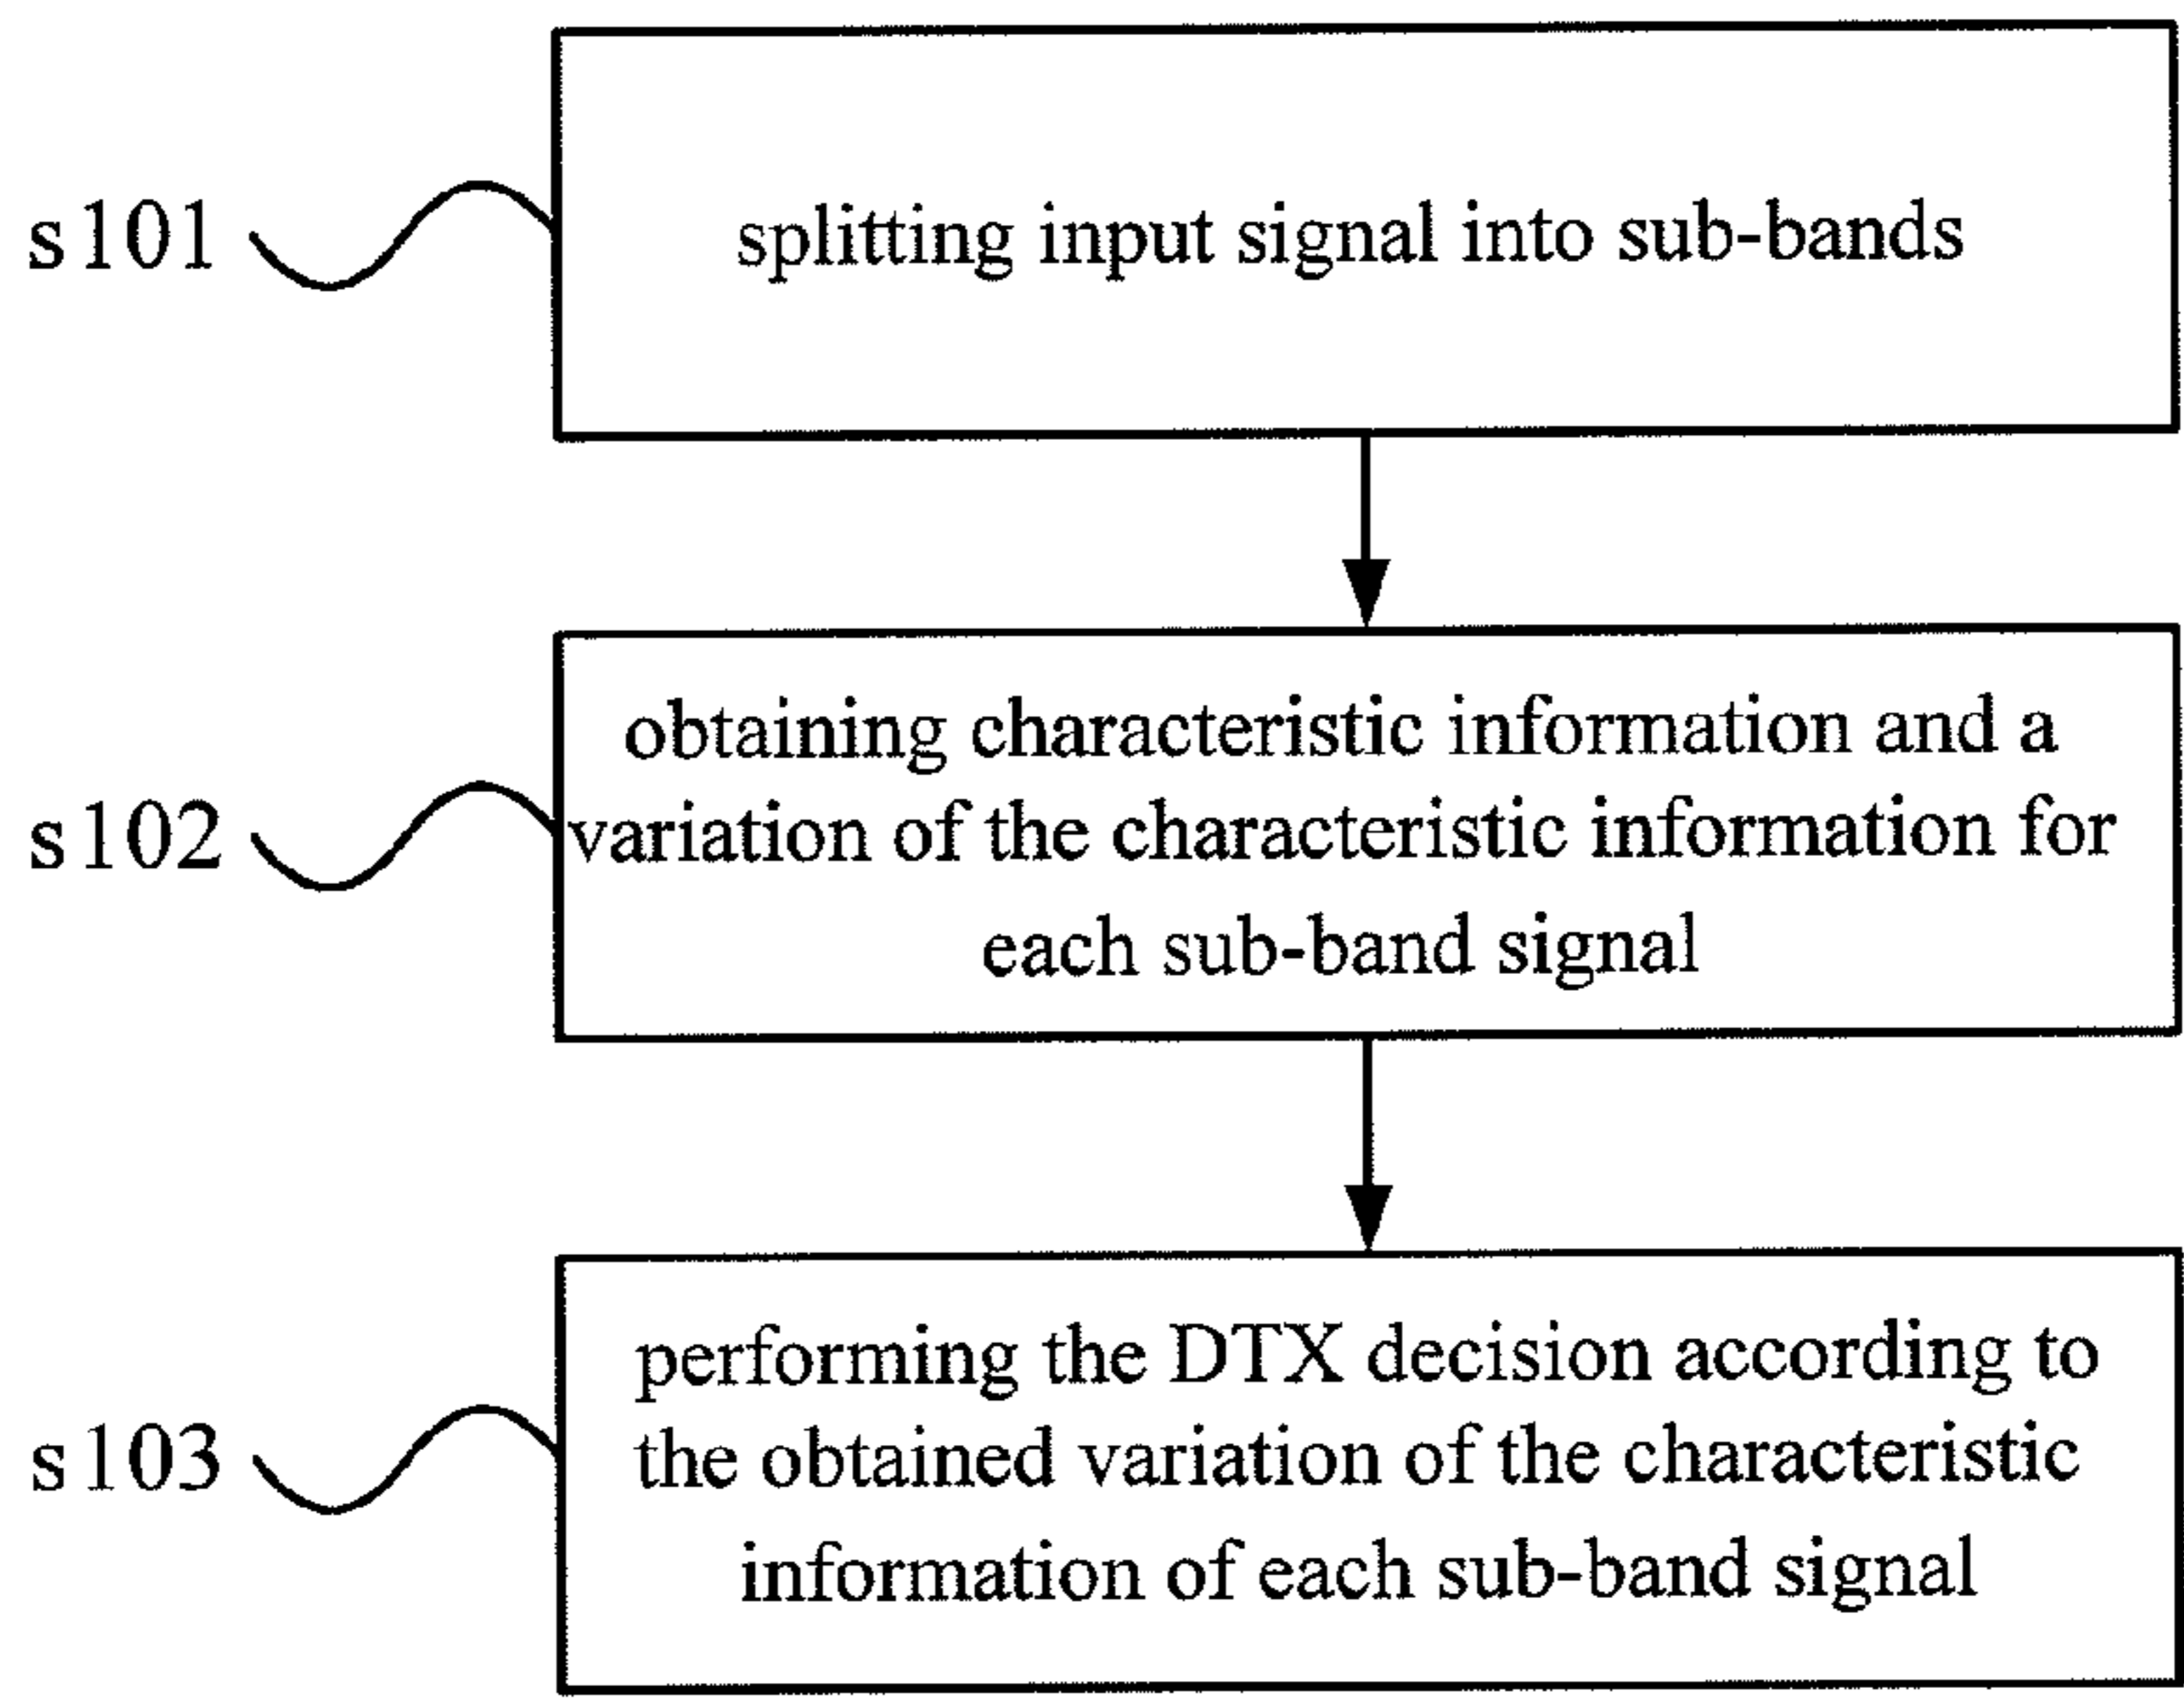 s101
splitting input signal into sub-bands
s102
obtaining characteristic information and a
variation of the characteristic information for
each sub-band signal
s103
performing the DTX decision according to
the obtained variation of the characteristic
information of each sub-band signal